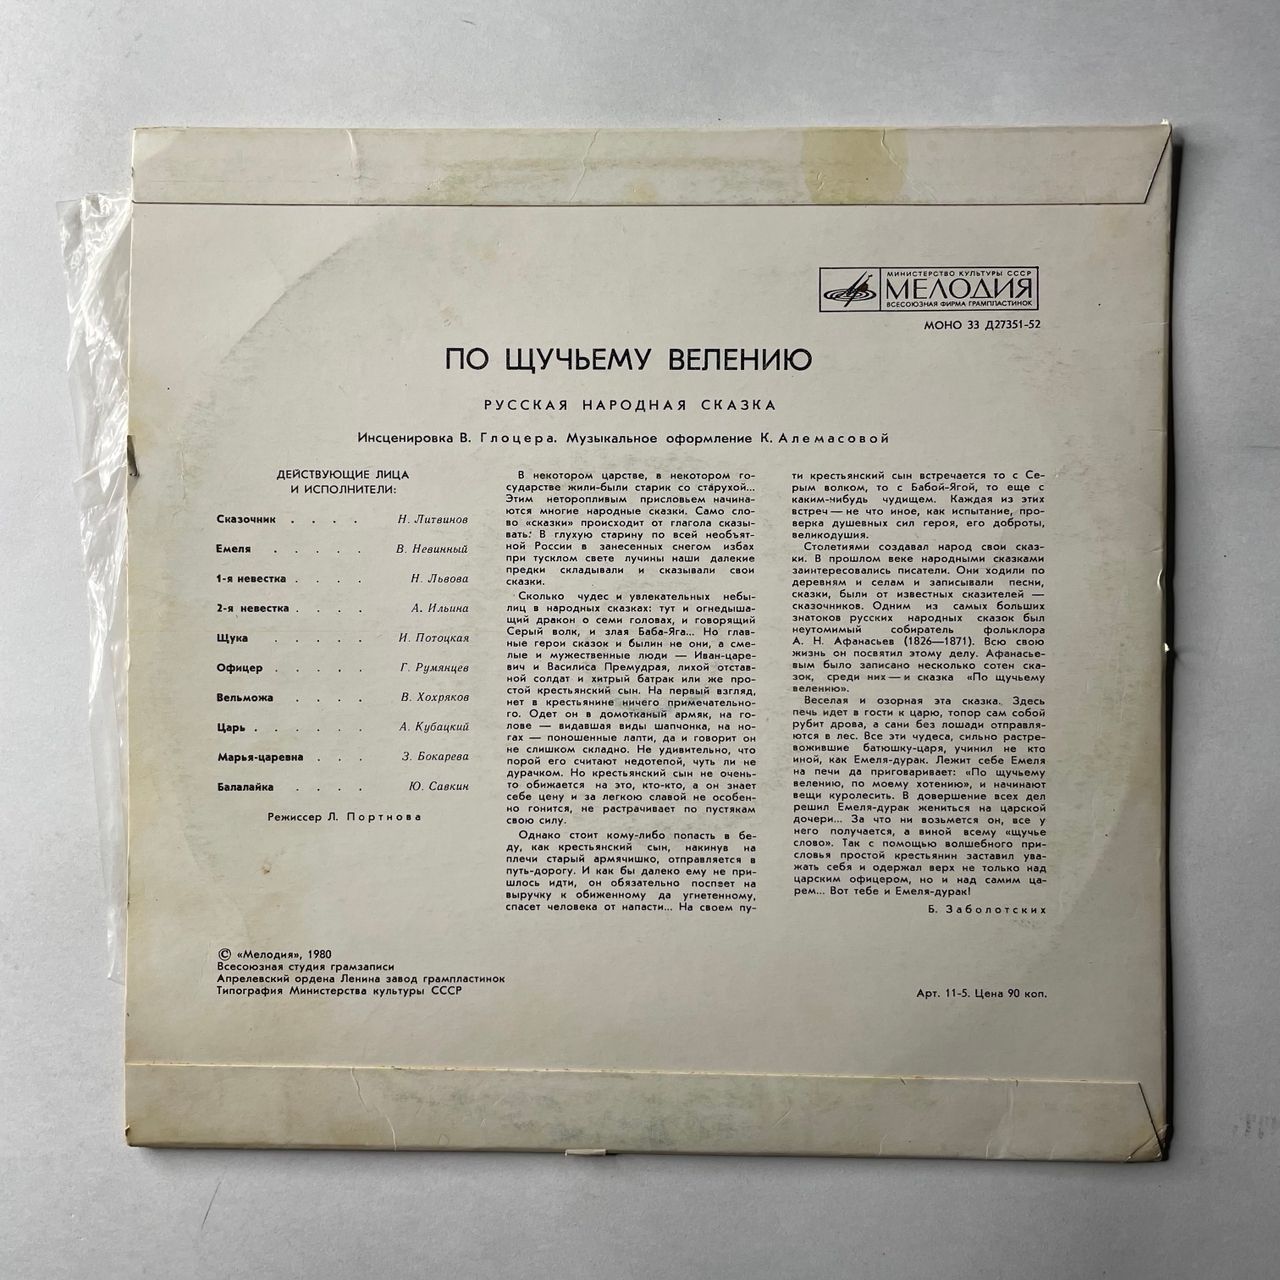 МИНИСТЕРСТВО КУЛЬТУРЫ СССР
МЕЛОДИЯ
ВСЕСОЮЗНАЯ ФИРМА ГРАМПЛАСТИНОК
МОНО 33 Д27351-52
ПО ЩУЧЬЕМУ ВЕЛЕНИЮ
РУССКАЯ НАРОДНАЯ СКАЗКА
Инсценировка В. Глоцера. Музыкальное оформление К. Алемасовой
ДЕЙСТВУЮЩИЕ ЛИЦА
И ИСПОЛНИТЕЛИ:
Сказочник . . . . Н. Литвинов
Емеля . . . . . В. Невинный
1-я невестка . . . . Н. Львова
2-я невестка . . . . А. Ильина
Щука . . . . . И. Потоцкая
Офицер . . . . . Г. Румянцев
Вельможа . . . . В. Хохряков
Царь . . . . . . А. Кубацкий
Марья-царевна . . . З. Бокарева
Балалайка . . . . Ю. Савкин
Режиссер Л. Портнова
В некотором царстве, в некотором го-
сударстве жили-были старик со старухой...
Этим неторопливым присловьем начина-
ются многие народные сказки. Само сло-
во «сказки» происходит от глагола сказы-
вать. В глухую старину по всей необъят-
ной России в занесенных снегом избах
при тусклом свете лучины наши далекие
предки складывали и сказывали свои
сказки.
Сколько чудес и увлекательных небы-
лиц в народных сказках: тут и огнедыша-
щий дракон о семи головах, и говорящий
Серый волк, и злая Баба-Яга... Но глав-
ные герои сказок и былин не они, а сме-
лые и мужественные люди — Иван-царе-
вич и Василиса Премудрая, лихой отстав-
ной солдат и хитрый батрак или же про-
стой крестьянский сын. На первый взгляд,
нет в крестьянине ничего примечательно-
го. Одет он в домотканый армяк, на го-
лове — видавшая виды шапчонка, на но-
гах — поношенные лапти, да и говорит он
не слишком складно. Не удивительно, что
порой его считают недотепой, чуть ли не
дурачком. Но крестьянский сын не очень-
то обижается на это, кто-кто, а он знает
себе цену и за легкою славой не особен-
но гонится, не растрачивает по пустякам
свою силу.
Однако стоит кому-либо попасть в бе-
ду, как крестьянский сын, накинув на
плечи старый армячишко, отправляется в
путь-дорогу. И как бы далеко ему не при-
шлось идти, он обязательно поспеет на
выручку к обиженному да угнетенному,
спасет человека от напасти... На своем пу-
ти крестьянский сын встречается то с Се-
рым волком, то с Бабой-Ягой, то еще с
каким-нибудь чудищем. Каждая из этих
встреч — не что иное, как испытание, про-
верка душевных сил героя, его доброты,
великодушия.
Столетиями создавал народ свои сказ-
ки. В прошлом веке народными сказками
заинтересовались писатели. Они ходили по
деревням и селам и записывали песни,
сказки, были от известных сказителей —
сказочников. Одним из самых больших
знатоков русских народных сказок был
неутомимый собиратель фольклора
А. Н. Афанасьев (1826—1871). Всю свою
жизнь он посвятил этому делу. Афанасье-
вым было записано несколько сотен ска-
зок, среди них — и сказка «По щучьему
велению».
Веселая и озорная эта сказка. Здесь
печь идет в гости к царю, топор сам собой
рубит дрова, а сани без лошади отправля-
ются в лес. Все эти чудеса, сильно растре-
вожившие батюшку-царя, учинил не кто
иной, как Емеля-дурак. Лежит себе Емеля
на печи да приговаривает: «По щучьему
велению, по моему хотению», и начинают
вещи куролесить. В довершение всех дел
решил Емеля-дурак жениться на царской
дочери... За что ни возьмется он, все у
него получается, а виной всему «щучье
слово». Так с помощью волшебного при-
словья простой крестьянин заставил ува-
жать себя и одержал верх не только над
царским офицером, но и над самим ца-
рем... Вот тебе и Емеля-дурак!
Б. Заболотских
© «Мелодия», 1980
Всесоюзная студия грамзаписи
Апрелевский ордена Ленина завод грампластинок
Типография Министерства культуры СССР
Арт. 11-5. Цена 90 коп.